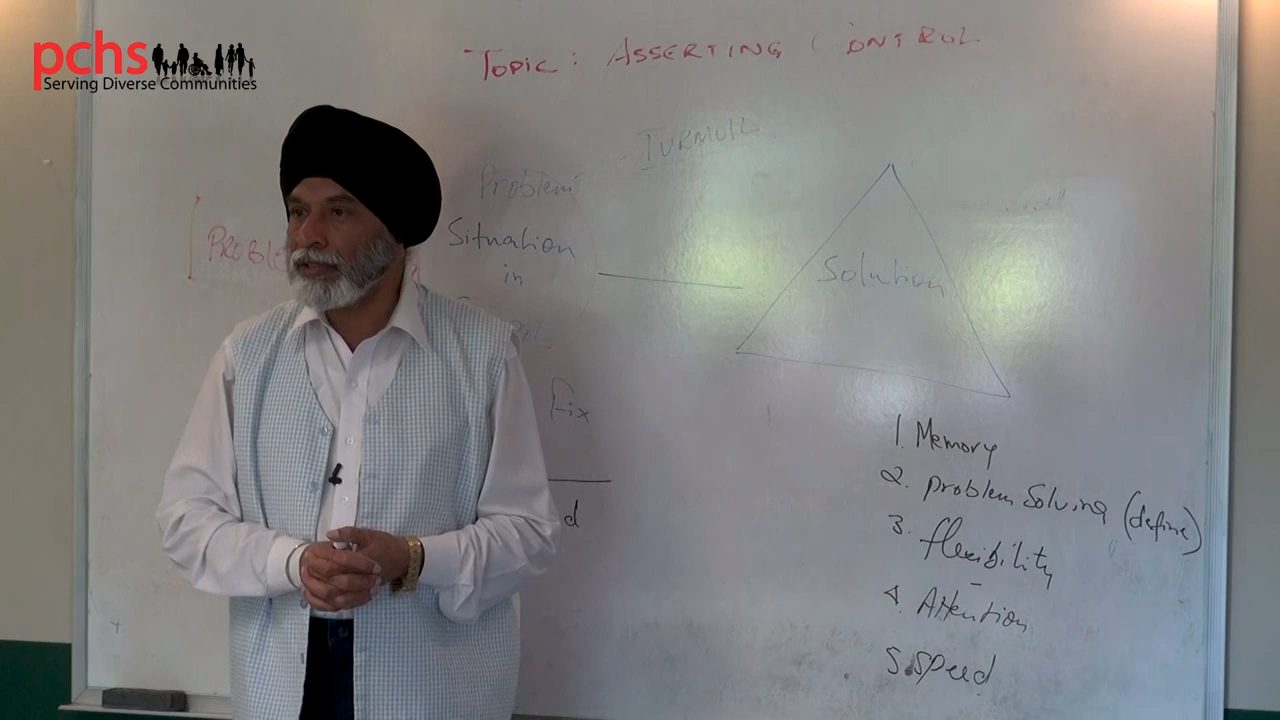 pchs
Serving Diverse Communities
TOPIC: ASSERTING CONTROL
TURMOIL
Problem
Situation
in
Fix
d
Solution
1. Memory
2. problem solving (define)
3. flexibility
4. Attention
5. speed